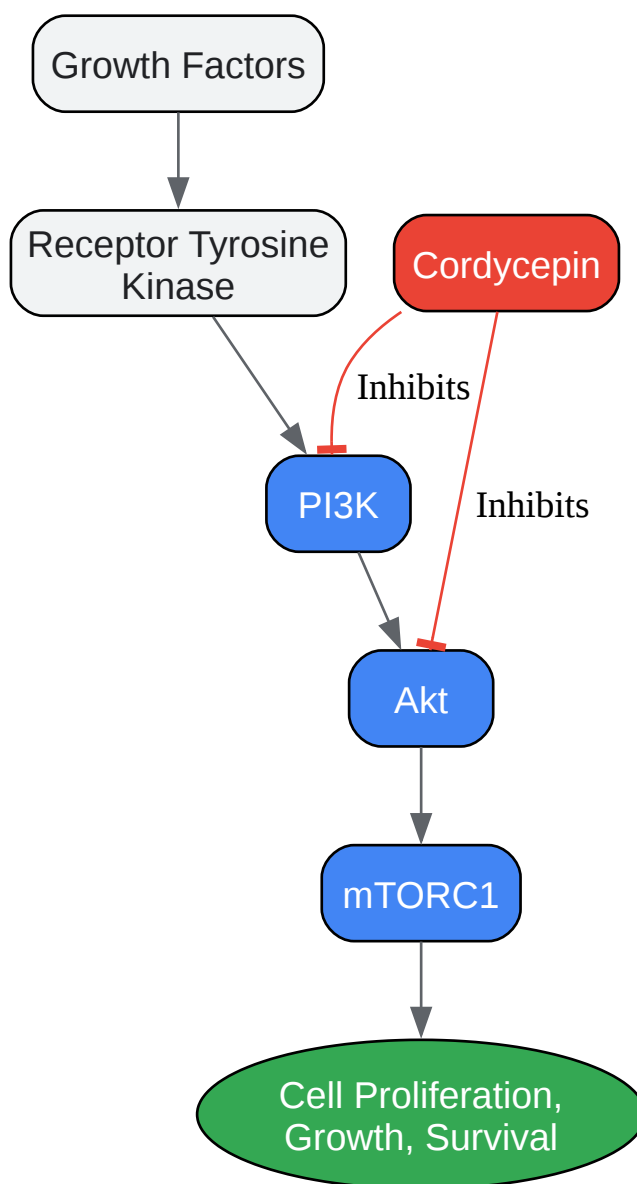 Growth Factors
Receptor Tyrosine
Kinase
Cordycepin
Inhibits
PI3K
Inhibits
Akt
mTORC1
Cell Proliferation,
Growth, Survival